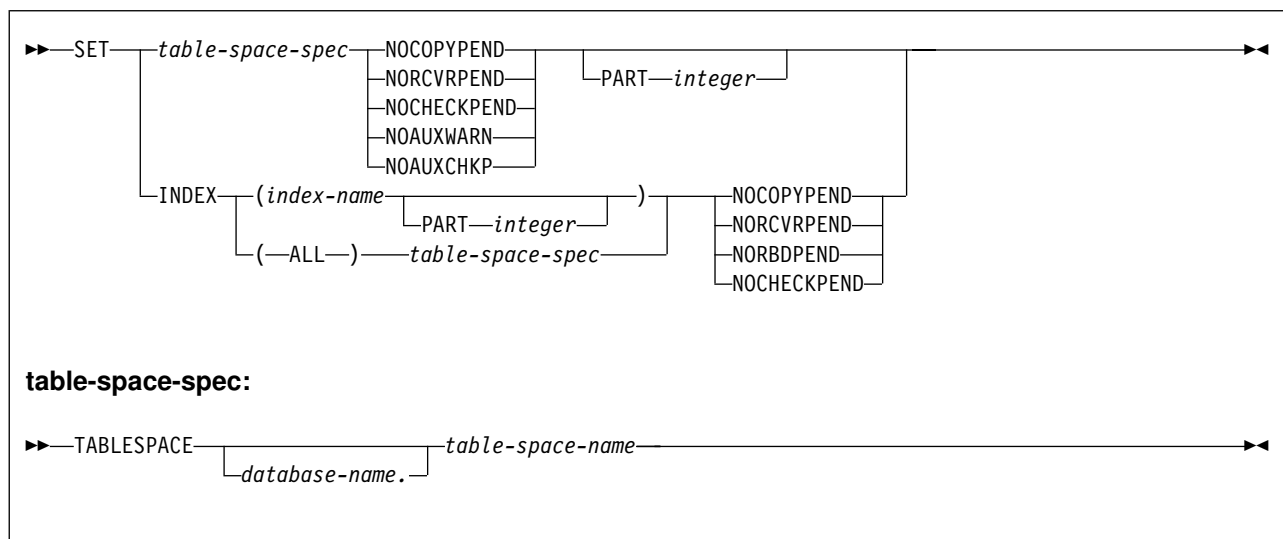 SET table-space-spec NOCOPYPEND
NORCVRPEND PART integer
NOCHECKPEND
NOAUXWARN
NOAUXCHKP
INDEX (index-name ) NOCOPYPEND
PART integer NORCVRPEND
( ALL ) table-space-spec NORBDPEND
NOCHECKPEND
table-space-spec:
TABLESPACE table-space-name
database-name.